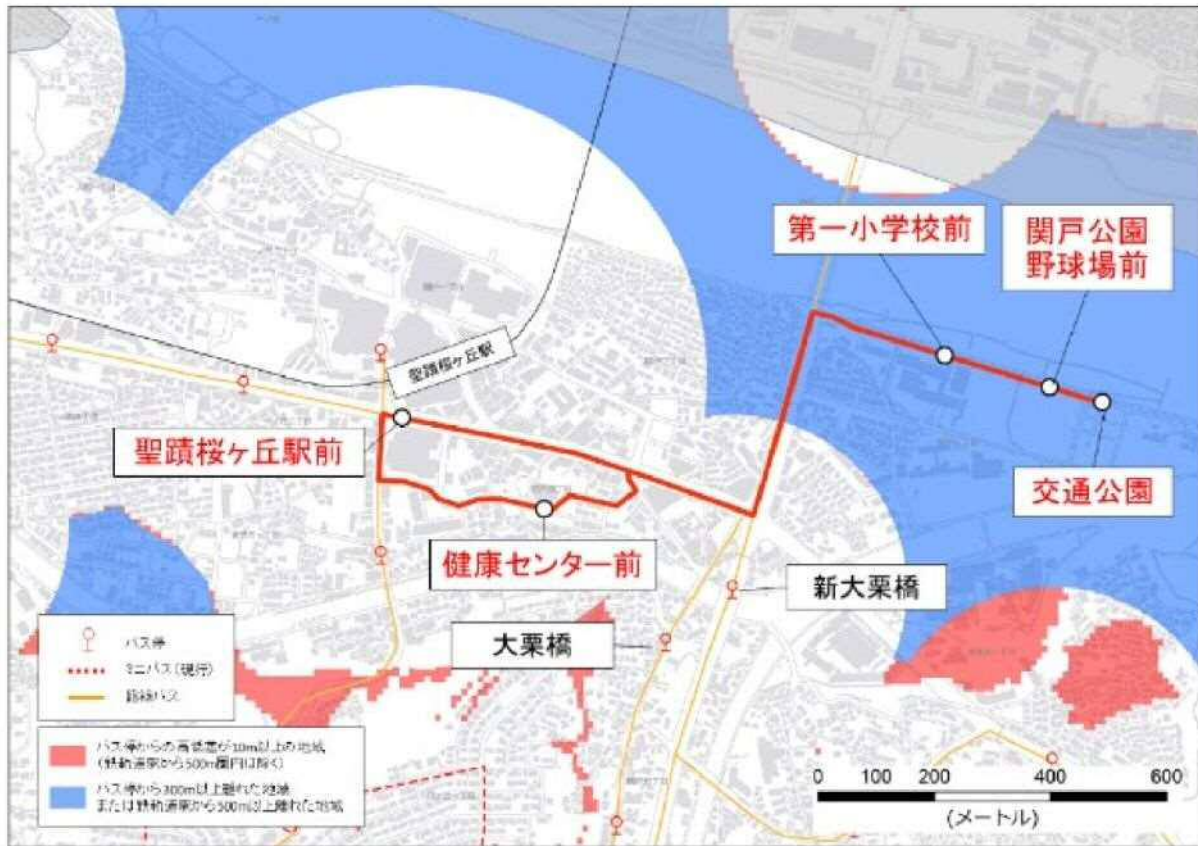 第一小学校前
関戸公園
野球場前
聖蹟桜ヶ丘駅
聖蹟桜ヶ丘駅前
交通公園
健康センター前
新大栗橋
大栗橋
バス停
ミニバス(現行)
路線バス
バス停からの高低差が10m以上の地域
(鉄軌道駅から500m圏内は除く)
バス停から300m以上離れた地域
または鉄軌道駅から500m以上離れた地域
0 100 200 400 600
(メートル)